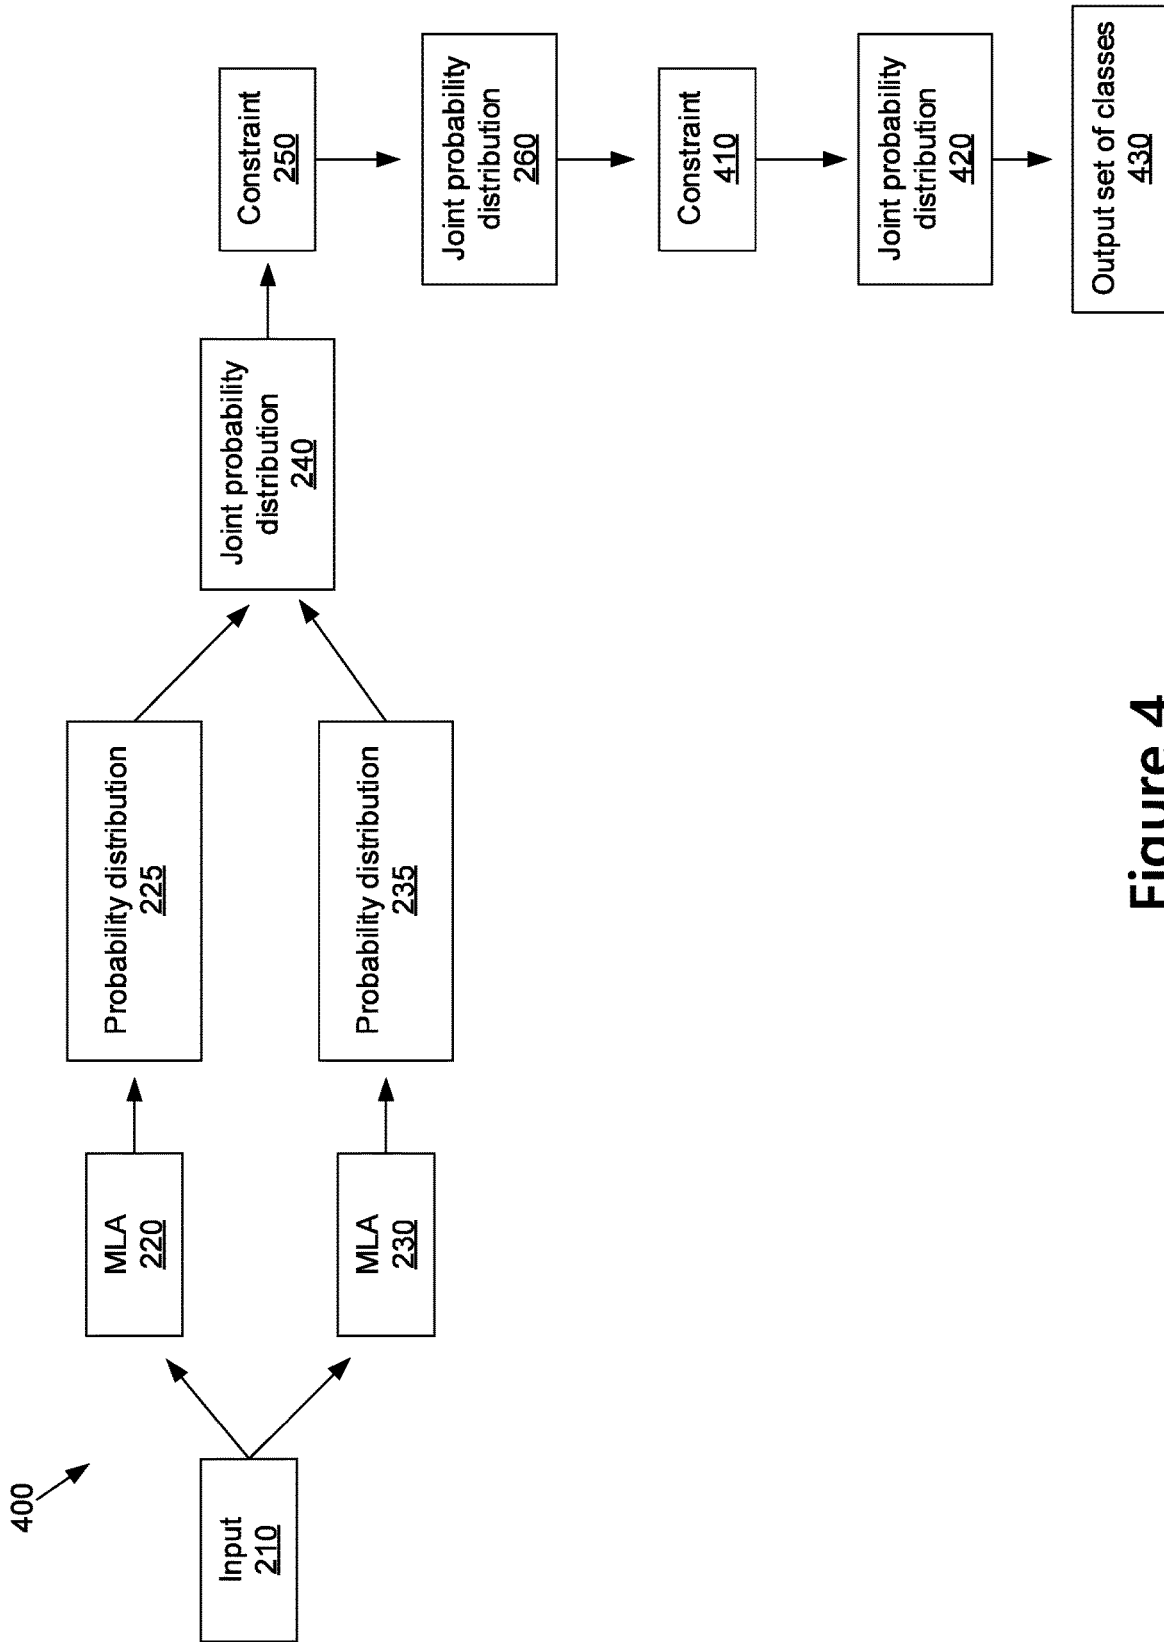 400
Input
210
MLA
220
MLA
230
Probability distribution
225
Probability distribution
235
Joint probability
distribution
240
Constraint
250
Joint probability
distribution
260
Constraint
410
Joint probability
distribution
420
Output set of classes
430
Figure 4